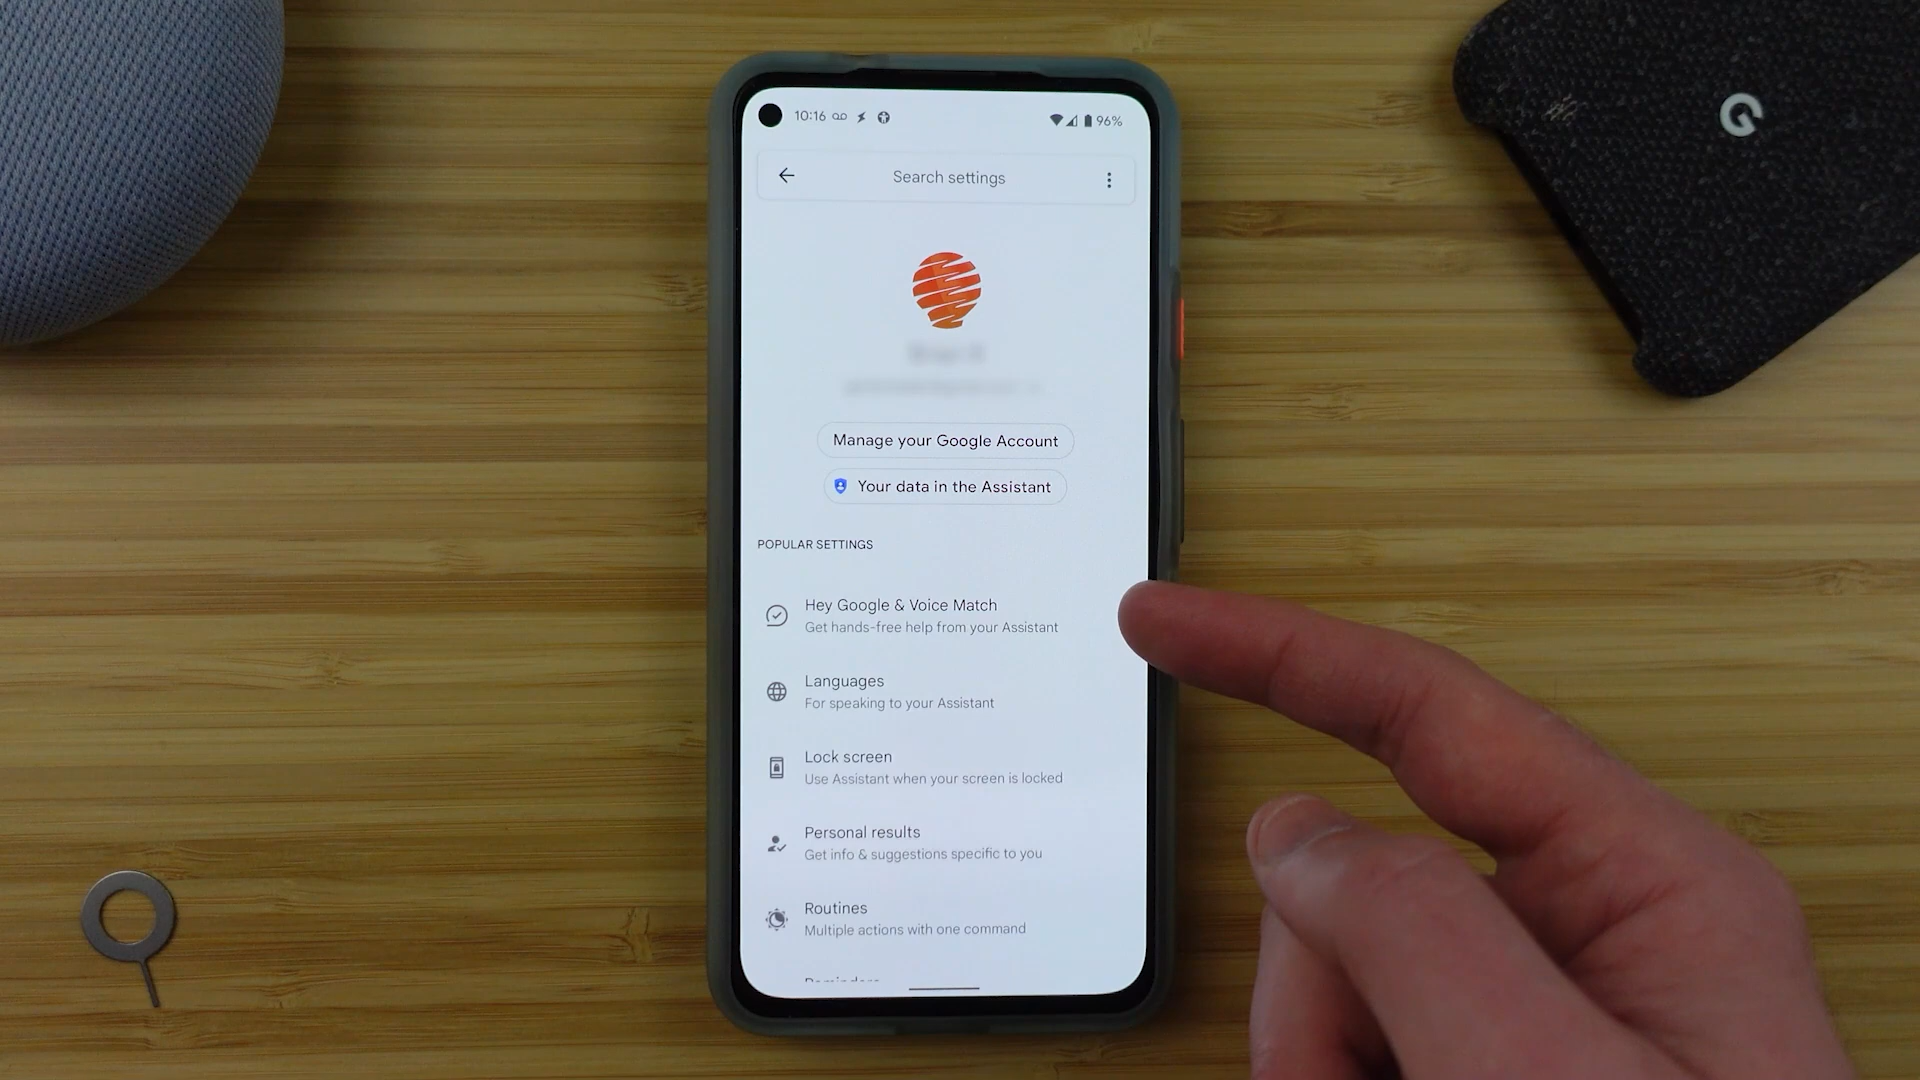 10:16
96%
Search settings
Manage your Google Account
Your data in the Assistant
POPULAR SETTINGS
Hey Google & Voice Match
Get hands-free help from your Assistant
Languages
For speaking to your Assistant
Lock screen
Use Assistant when your screen is locked
Personal results
Get info & suggestions specific to you
Routines
Multiple actions with one command
G